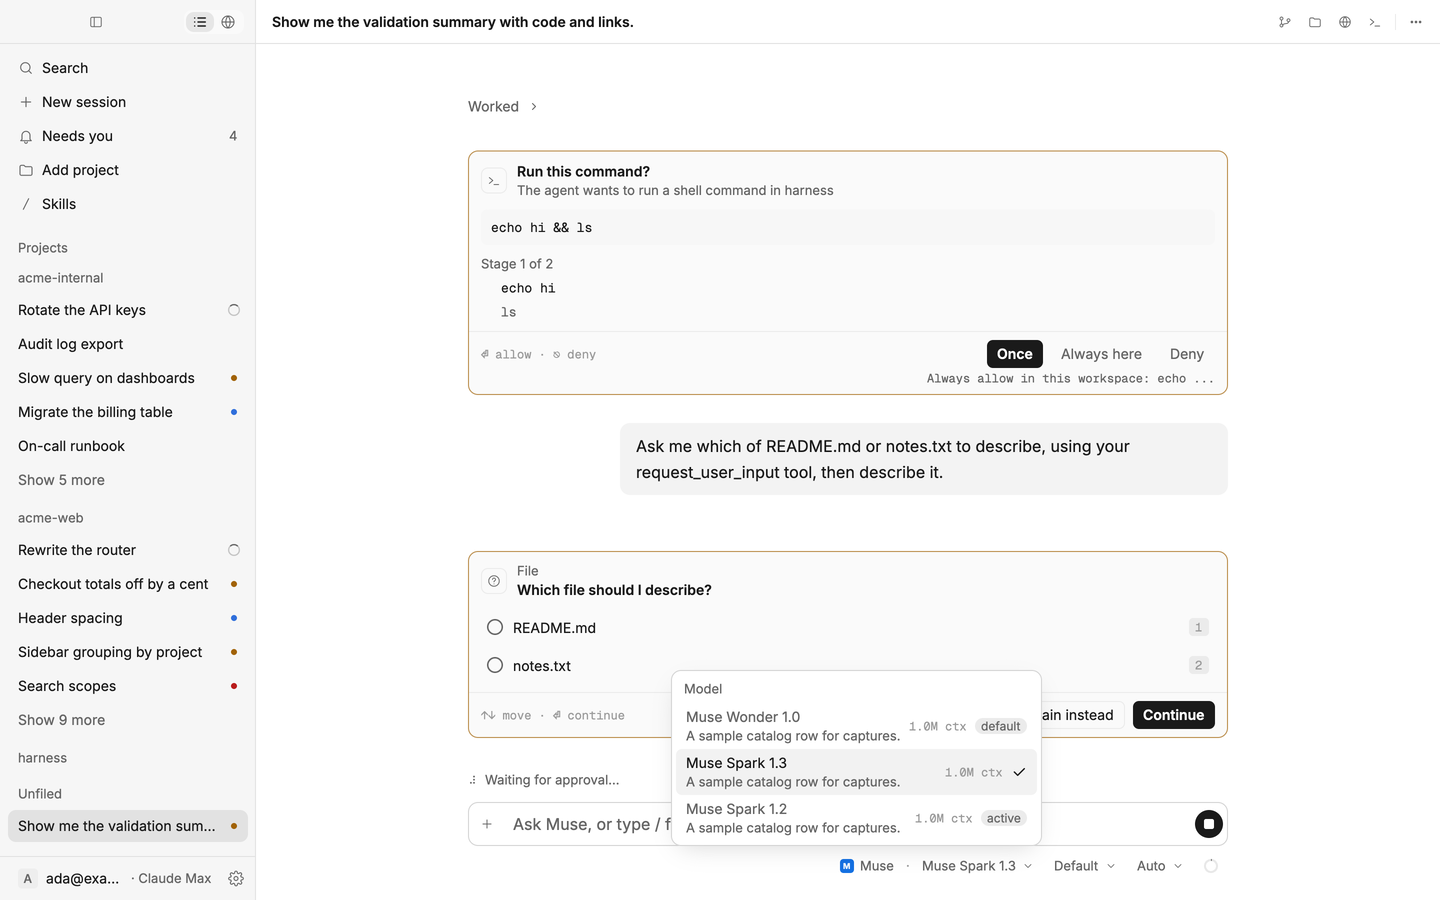 Show me the validation summary with code and links.
Search
New session
Needs you 4
Add project
Skills
Projects
acme-internal
Rotate the API keys
Audit log export
Slow query on dashboards
Migrate the billing table
On-call runbook
Show 5 more
acme-web
Rewrite the router
Checkout totals off by a cent
Header spacing
Sidebar grouping by project
Search scopes
Show 9 more
harness
Unfiled
Show me the validation sum...
A ada@exa... · Claude Max
Worked
Run this command?
The agent wants to run a shell command in harness
echo hi && ls
Stage 1 of 2
echo hi
ls
allow · deny
Once Always here Deny
Always allow in this workspace: echo ...
Ask me which of README.md or notes.txt to describe, using your
request_user_input tool, then describe it.
File
Which file should I describe?
README.md 1
notes.txt 2
move · continue
ain instead Continue
Model
Muse Wonder 1.0
A sample catalog row for captures.
1.0M ctx default
Muse Spark 1.3
A sample catalog row for captures.
1.0M ctx
Muse Spark 1.2
A sample catalog row for captures.
1.0M ctx active
Waiting for approval...
Ask Muse, or type / f
M Muse · Muse Spark 1.3 Default Auto